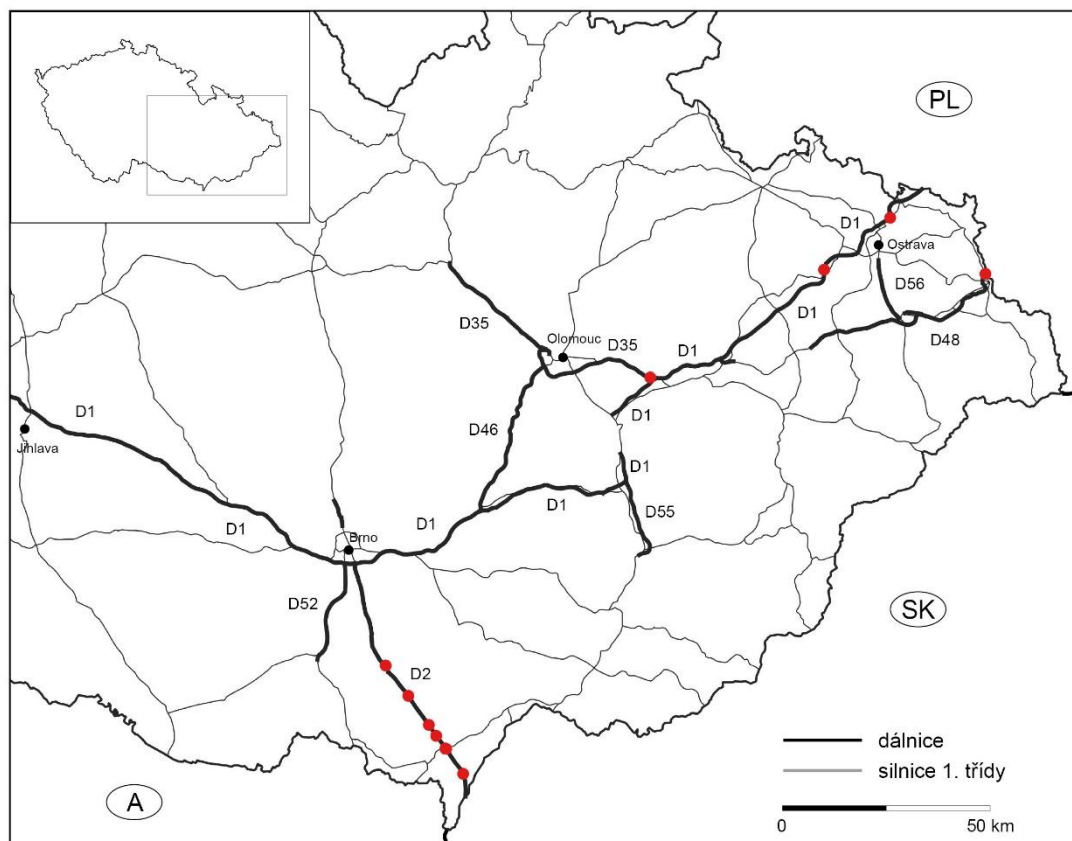 PL
D1
Ostrava
D56
D35
D1
Olomouc
D35
D1
D48
D1
D1
D46
Jihlava
D1
D1
D55
D1
D1
Brno
D52
SK
D2
dálnice
silnice 1. třídy
A
0
50 km